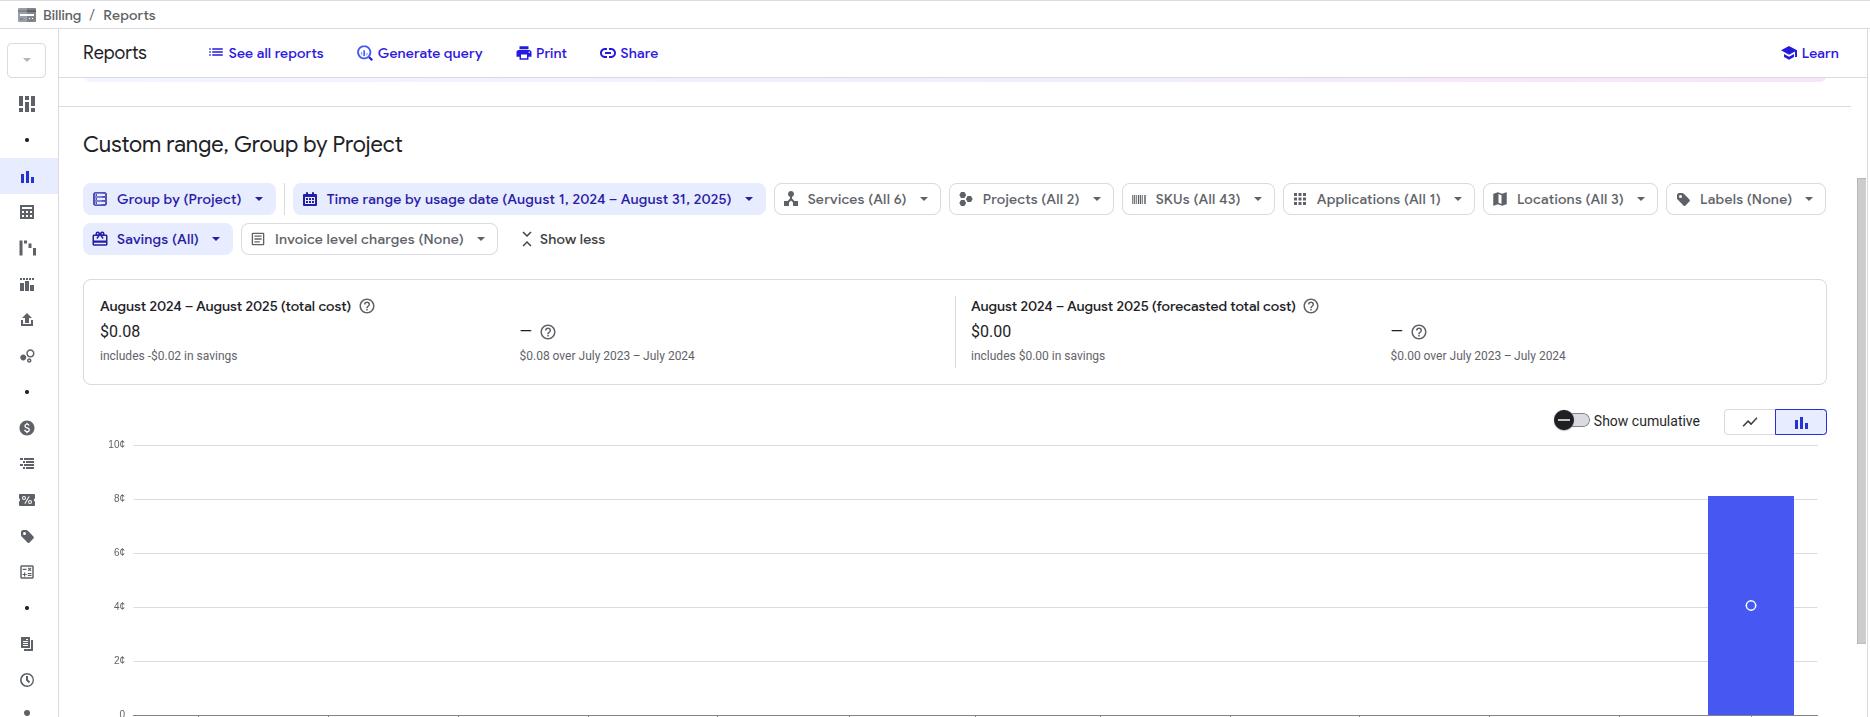 Billing / Reports
Reports See all reports Generate query Print Share Learn
Custom range, Group by Project
Group by (Project) Time range by usage date (August 1, 2024 – August 31, 2025) Services (All 6) Projects (All 2) SKUs (All 43) Applications (All 1) Locations (All 3) Labels (None)
Savings (All) Invoice level charges (None) Show less
August 2024 – August 2025 (total cost)
$0.08 –
includes -$0.02 in savings $0.08 over July 2023 – July 2024
August 2024 – August 2025 (forecasted total cost)
$0.00 –
includes $0.00 in savings $0.00 over July 2023 – July 2024
Show cumulative
10¢
8¢
6¢
4¢
2¢
0